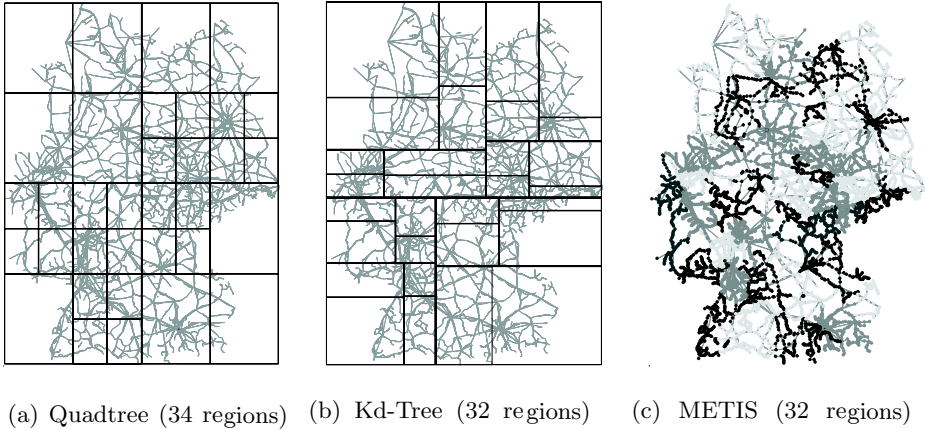 (a) Quadtree (34 regions)
(b) Kd-Tree (32 regions)
(c) METIS (32 regions)